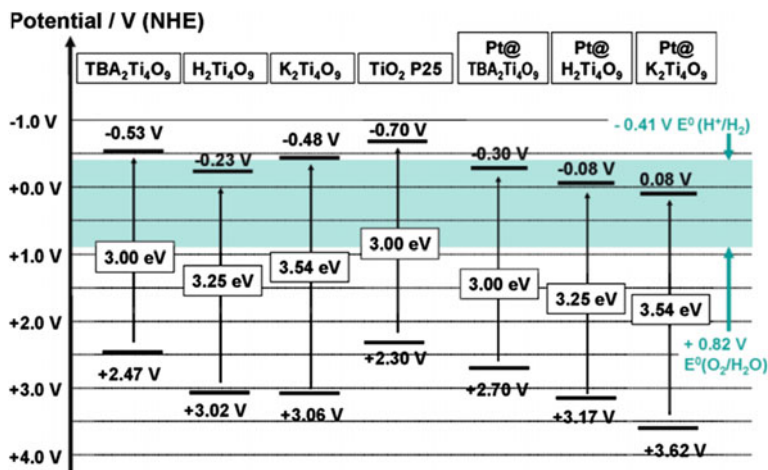 Potential / V (NHE)
TBA₂Ti₄O₉
H₂Ti₄O₉
K₂Ti₄O₉
TiO₂ P25
Pt@
TBA₂Ti₄O₉
Pt@
H₂Ti₄O₉
Pt@
K₂Ti₄O₉
-1.0 V
-0.53 V
-0.23 V
-0.48 V
-0.70 V
-0.30 V
-0.08 V
0.08 V
- 0.41 V E⁰ (H⁺/H₂)
+0.0 V
+1.0 V
3.00 eV
3.25 eV
3.54 eV
3.00 eV
3.00 eV
3.25 eV
3.54 eV
+2.0 V
+ 0.82 V
E⁰(O₂/H₂O)
+2.47 V
+3.02 V
+3.06 V
+2.30 V
+2.70 V
+3.17 V
+3.62 V
+3.0 V
+4.0 V